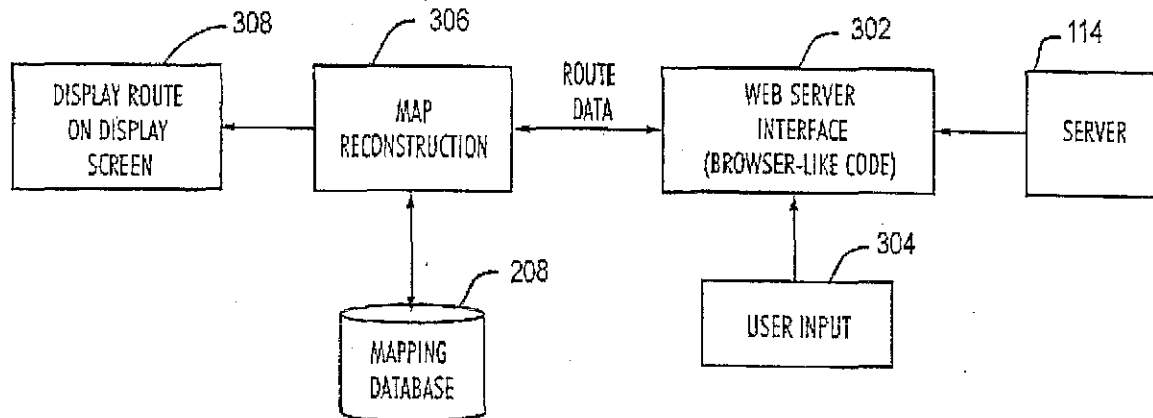 308
306
302
114
DISPLAY ROUTE
ON DISPLAY
SCREEN
MAP
RECONSTRUCTION
ROUTE
DATA
WEB SERVER
INTERFACE
(BROWSER-LIKE CODE)
SERVER
208
MAPPING
DATABASE
304
USER INPUT